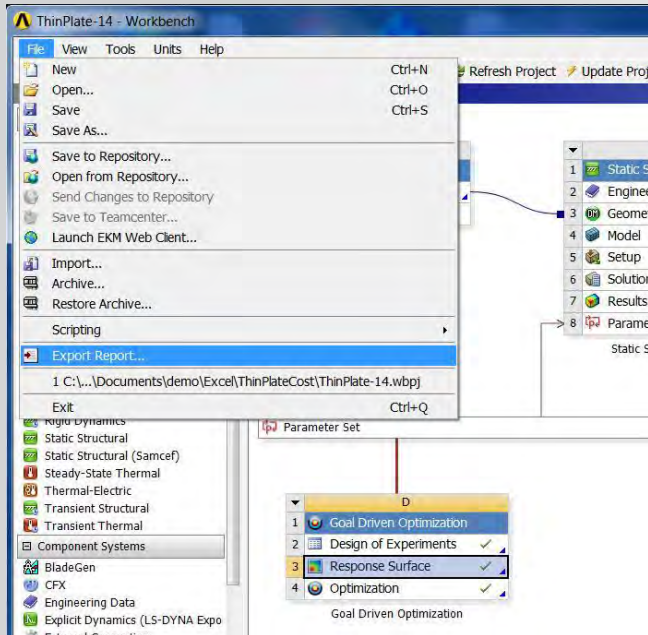 ThinPlate-14 - Workbench
File View Tools Units Help
New Ctrl+N
Open... Ctrl+O
Save Ctrl+S
Save As...
Save to Repository...
Open from Repository...
Send Changes to Repository
Save to Teamcenter...
Launch EKM Web Client...
Import...
Archive...
Restore Archive...
Scripting
Export Report...
1 C:\...\Documents\demo\Excel\ThinPlateCost\ThinPlate-14.wbpj
Exit Ctrl+Q
Refresh Project Update Proj
1 Static S
2 Enginee
3 DM Geomet
4 Model
5 Setup
6 Solution
7 Results
8 Parame
Static S
Rigid Dynamics
Static Structural
Static Structural (Samcef)
Steady-State Thermal
Thermal-Electric
Transient Structural
Transient Thermal
Component Systems
BladeGen
CFX
Engineering Data
Explicit Dynamics (LS-DYNA Expo
Parameter Set
D
1 Goal Driven Optimization
2 Design of Experiments
3 Response Surface
4 Optimization
Goal Driven Optimization